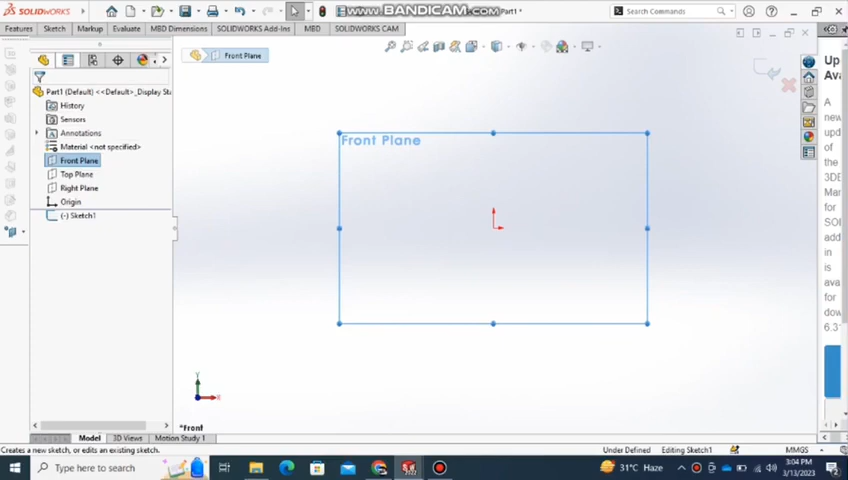 SOLIDWORKS
www.BANDICAM.com
Part1 *
Search Commands
Features Sketch Markup Evaluate MBD Dimensions SOLIDWORKS Add-Ins MBD SOLIDWORKS CAM
Front Plane
Part1 (Default) <<Default>_Display Sta
History
Sensors
Annotations
Material <not specified>
Front Plane
Top Plane
Right Plane
Origin
(-) Sketch1
Front Plane
Y
X
*Front
Up
Ava
A
new
upd
of
the
3DE
Mar
for
SOL
add
in
is
ava
for
dow
6.31
Model 3D Views Motion Study 1
Creates a new sketch, or edits an existing sketch.
Under Defined Editing Sketch1 MMGS
Type here to search
31°C Haze
3:04 PM
3/13/2023